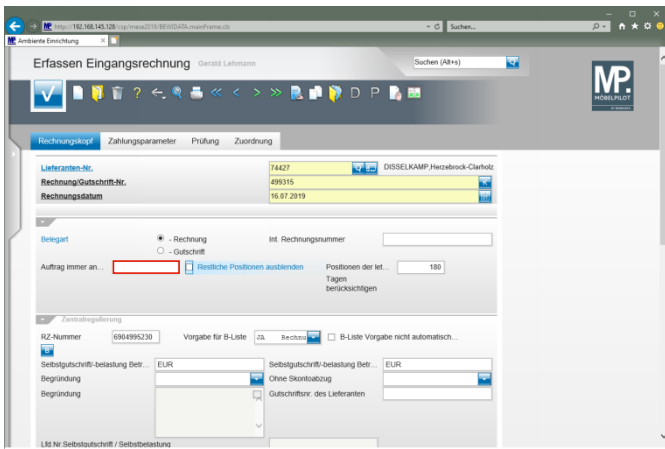 http://192.168.145.128/csp/mese2019/BEWIDATA.mainFrame.cls
Suchen...
Ambiente Einrichtung
Erfassen Eingangsrechnung Gerald Lehmann
Suchen (Alt+s)
MP.
MÖBELPILOT
D P
Rechnungskopf Zahlungsparameter Prüfung Zuordnung
Lieferanten-Nr. 74427 DISSELKAMP,Herzebrock-Clarholz
Rechnung/Gutschrift-Nr. 499315
Rechnungsdatum 16.07.2019
Belegart - Rechnung Int. Rechnungsnummer
- Gutschrift
Auftrag immer an... Restliche Positionen ausblenden Positionen der let... 180
Tagen
berücksichtigen
Zentralregulierung
RZ-Nummer 6904995230 Vorgabe für B-Liste JA Rechnu B-Liste Vorgabe nicht automatisch...
Selbstgutschrift/-belastung Betr... EUR Selbstgutschrift/-belastung Betr... EUR
Begründung Ohne Skontoabzug
Begründung Gutschriftsnr. des Lieferanten
Lfd.Nr.Selbstgutschrift / Selbstbelastung